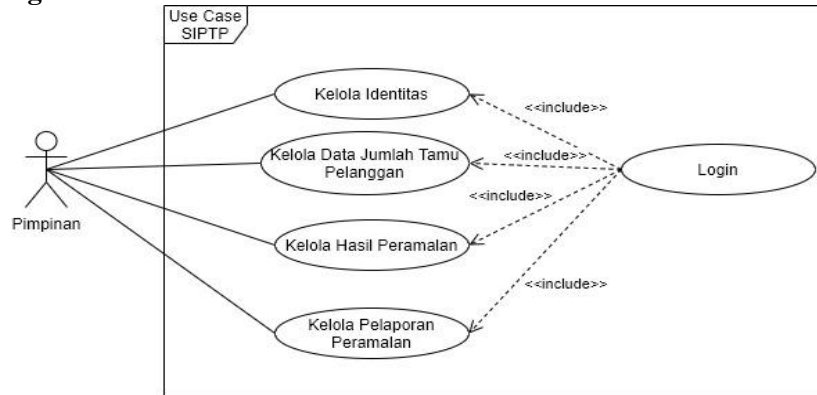 Use Case
SIPTP
Kelola Identitas
<<include>>
Kelola Data Jumlah Tamu
Pelanggan
<<include>>
Login
<<include>>
Pimpinan
Kelola Hasil Peramalan
<<include>>
Kelola Pelaporan
Peramalan